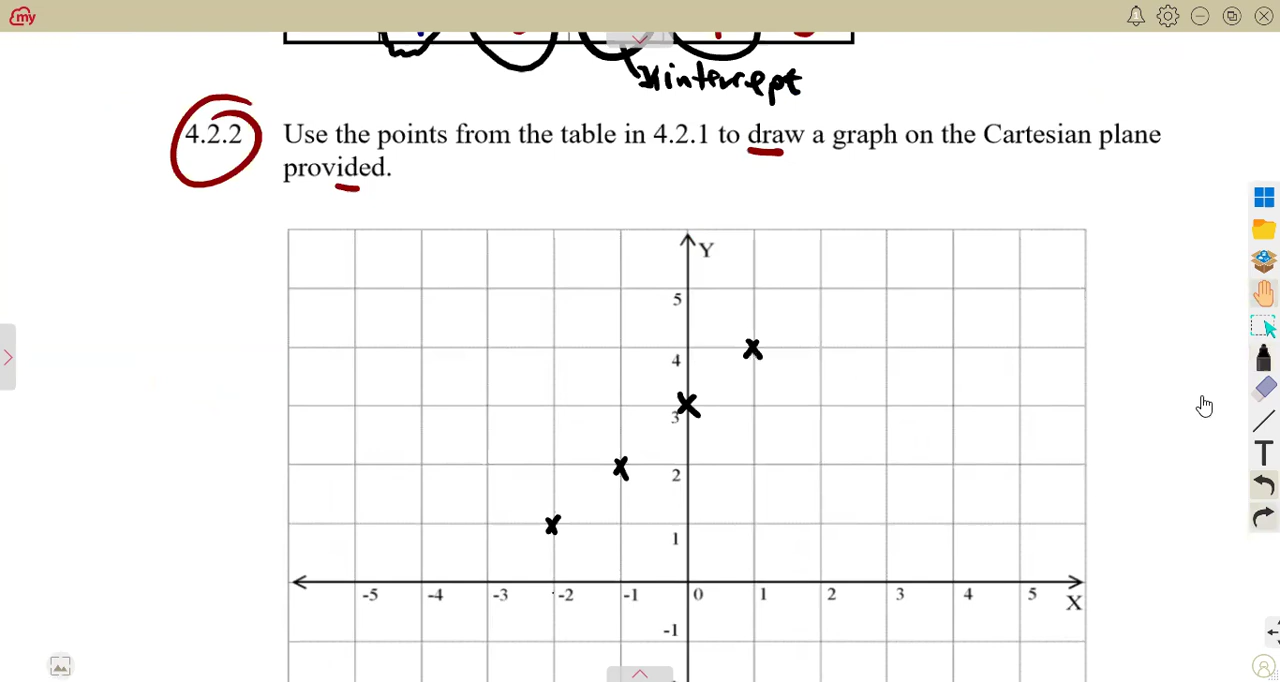 my
x intercept
4.2.2 Use the points from the table in 4.2.1 to draw a graph on the Cartesian plane
provided.
Y
5
4
3
2
1
-5 -4 -3 -2 -1 0 1 2 3 4 5
X
-1
T